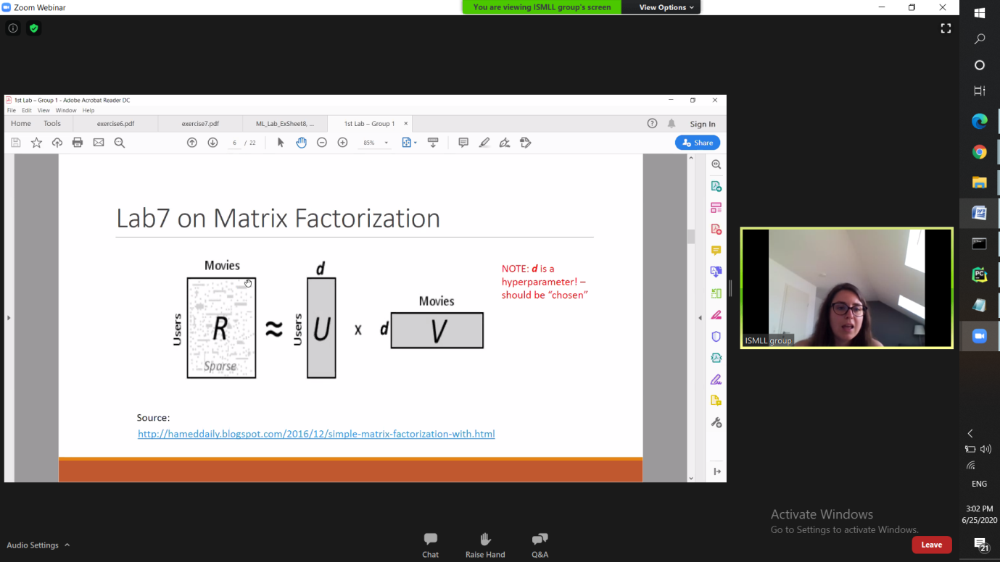 Zoom Webinar
You are viewing ISMLL group's screen
View Options
1st Lab – Group 1 - Adobe Acrobat Reader DC
File Edit View Window Help
Home Tools exercise6.pdf exercise7.pdf ML_Lab_ExSheet8, ... 1st Lab – Group 1 ×
Sign In
6 / 22
85%
Share
Lab7 on Matrix Factorization
Movies
Users
R
Sparse
≈
d
Users
U
x
Movies
d
V
NOTE: d is a
hyperparameter! –
should be “chosen”
Source:
http://hameddaily.blogspot.com/2016/12/simple-matrix-factorization-with.html
ISMLL group
PC
ENG
3:02 PM
6/25/2020
21
Activate Windows
Go to Settings to activate Windows.
Audio Settings
Chat
Raise Hand
Q&A
Leave